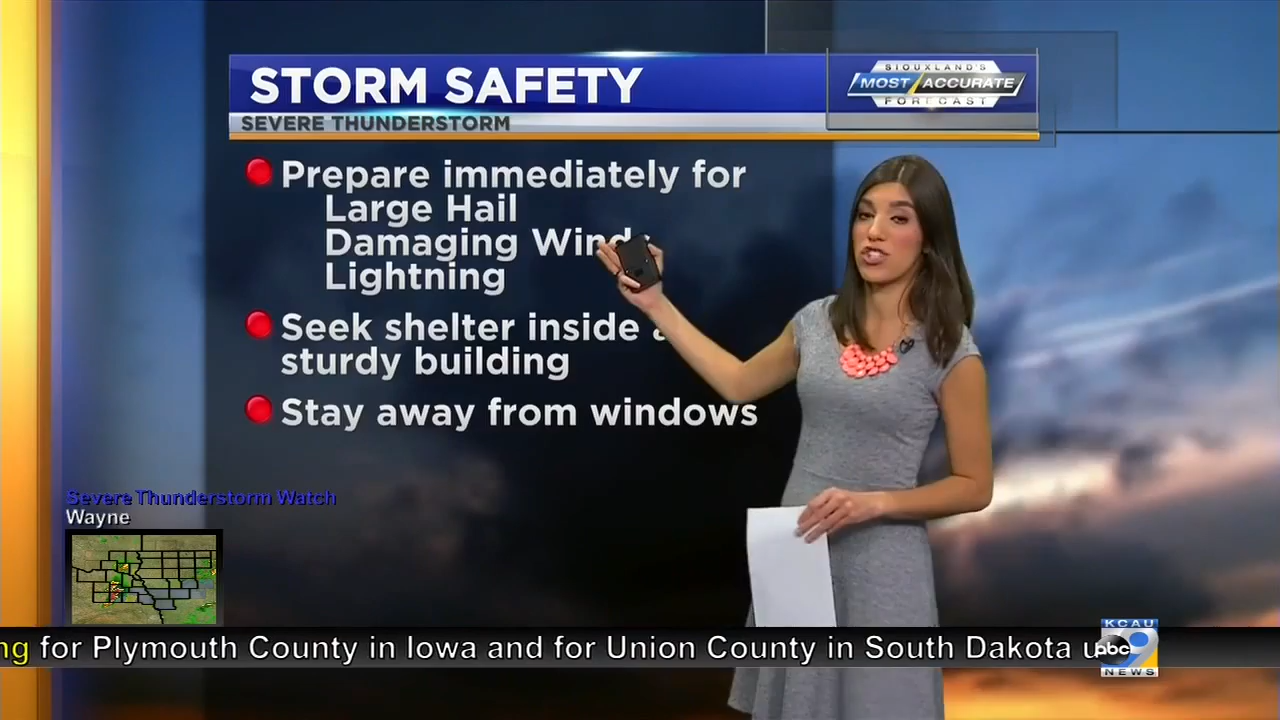 STORM SAFETY
SIOUXLAND'S
MOST ACCURATE
FORECAST
SEVERE THUNDERSTORM
Prepare immediately for
Large Hail
Damaging Winds
Lightning
Seek shelter inside a
sturdy building
Stay away from windows
Severe Thunderstorm Watch
Wayne
ng for Plymouth County in Iowa and for Union County in South Dakota u
KCAU
abc 9
NEWS